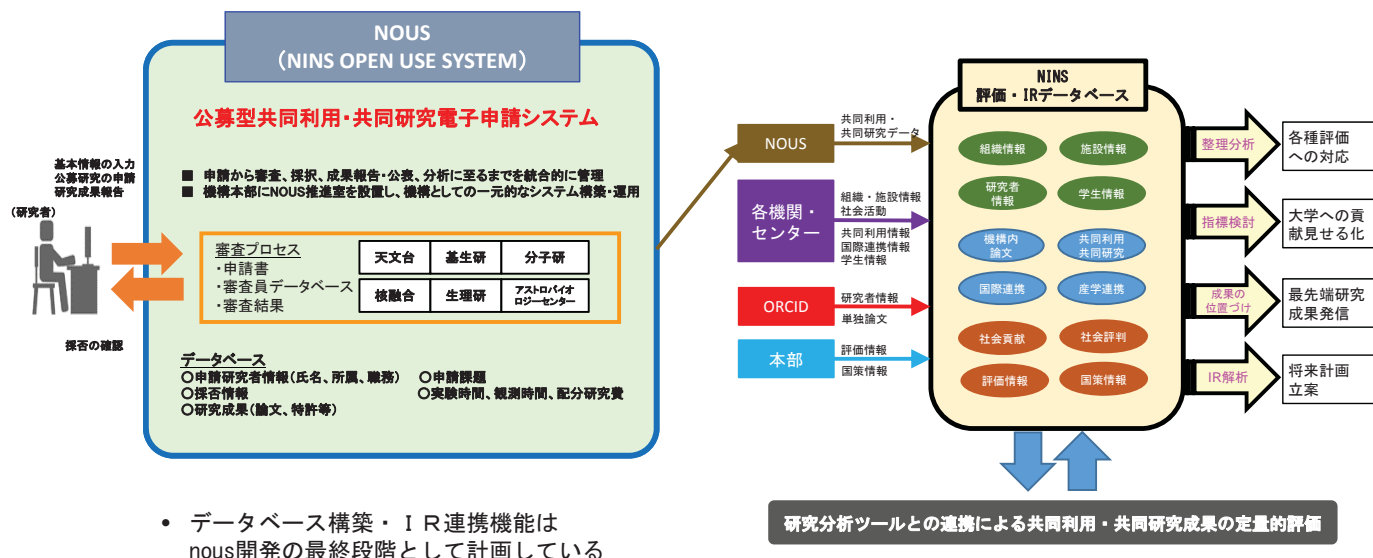 NOUS
（NINS OPEN USE SYSTEM）
公募型共同利用・共同研究電子申請システム
基本情報の入力
公募研究の申請
研究成果報告
(研究者)
採否の確認
■ 申請から審査、採択、成果報告・公表、分析に至るまでを統合的に管理
■ 機構本部にNOUS推進室を設置し、機構としての一元的なシステム構築・運用
審査プロセス
・申請書
・審査員データベース
・審査結果
天文台 基生研 分子研
核融合 生理研 アストロバイオ
ロジーセンター
データベース
○申請研究者情報(氏名、所属、職務) ○申請課題
○採否情報 ○実験時間、観測時間、配分研究費
○研究成果(論文、特許等)
• データベース構築・ＩＲ連携機能は
nous開発の最終段階として計画している
NOUS
共同利用・
共同研究データ
各機関・
センター
組織・施設情報
社会活動
共同利用情報
国際連携情報
学生情報
ORCID
研究者情報
単独論文
本部
評価情報
国策情報
NINS
評価・IRデータベース
組織情報 施設情報
研究者
情報
学生情報
機構内
論文
共同利用
共同研究
国際連携 産学連携
社会貢献 社会評判
評価情報 国策情報
整理分析
各種評価
への対応
指標検討
大学への貢
献見せる化
成果の
位置づけ
最先端研究
成果発信
IR解析
将来計画
立案
研究分析ツールとの連携による共同利用・共同研究成果の定量的評価